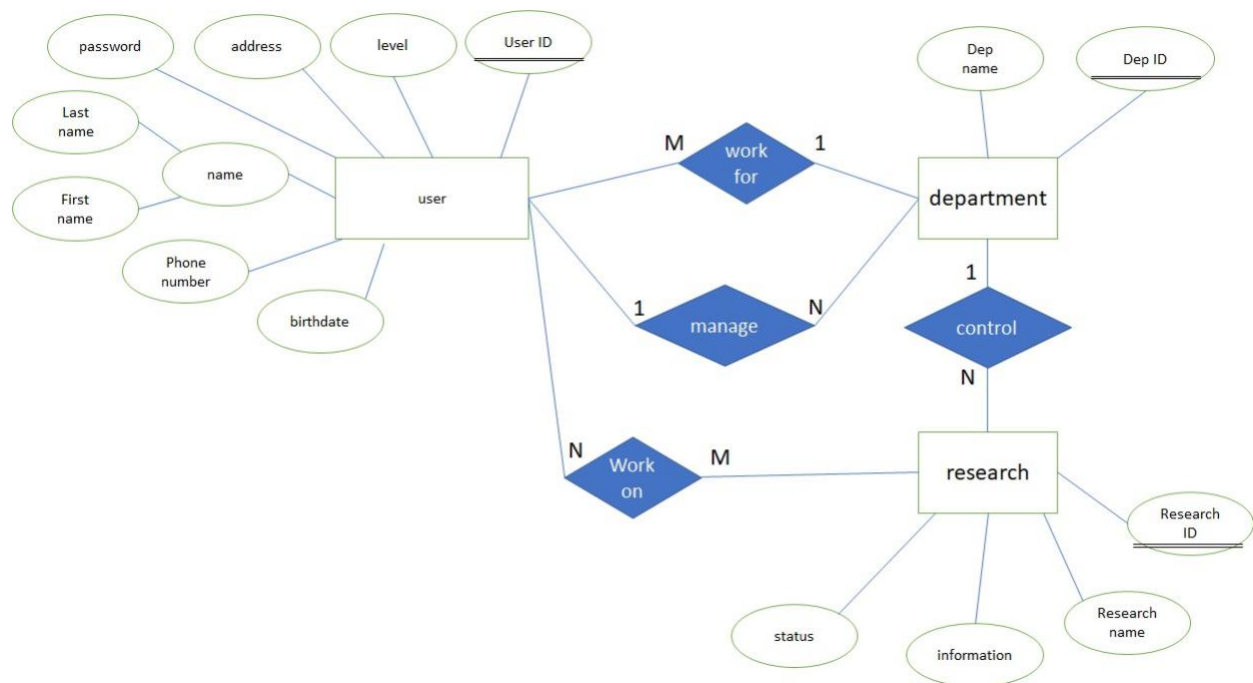 password
address
level
User ID
Dep
name
Dep ID
Last
name
name
First
name
user
M
work
for
1
department
Phone
number
birthdate
1
manage
N
1
control
N
N
Work
on
M
research
Research
ID
status
information
Research
name